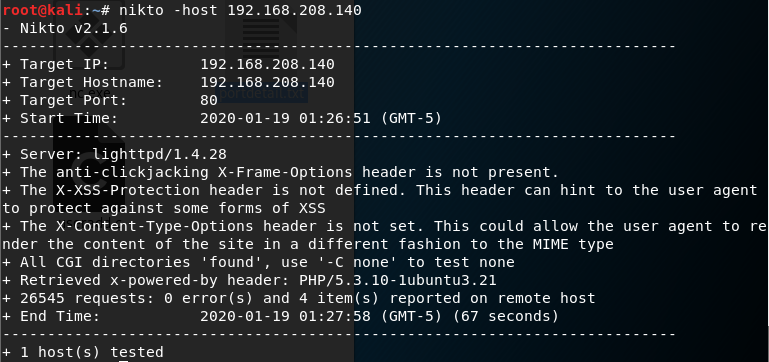 root@kali:~# nikto -host 192.168.208.140
- Nikto v2.1.6
---------------------------------------------------------------------------
+ Target IP:          192.168.208.140
+ Target Hostname:    192.168.208.140
+ Target Port:        80
+ Start Time:         2020-01-19 01:26:51 (GMT-5)
---------------------------------------------------------------------------
+ Server: lighttpd/1.4.28
+ The anti-clickjacking X-Frame-Options header is not present.
+ The X-XSS-Protection header is not defined. This header can hint to the user agent
to protect against some forms of XSS
+ The X-Content-Type-Options header is not set. This could allow the user agent to re
nder the content of the site in a different fashion to the MIME type
+ All CGI directories 'found', use '-C none' to test none
+ Retrieved x-powered-by header: PHP/5.3.10-1ubuntu3.21
+ 26545 requests: 0 error(s) and 4 item(s) reported on remote host
+ End Time:           2020-01-19 01:27:58 (GMT-5) (67 seconds)
---------------------------------------------------------------------------
+ 1 host(s) tested